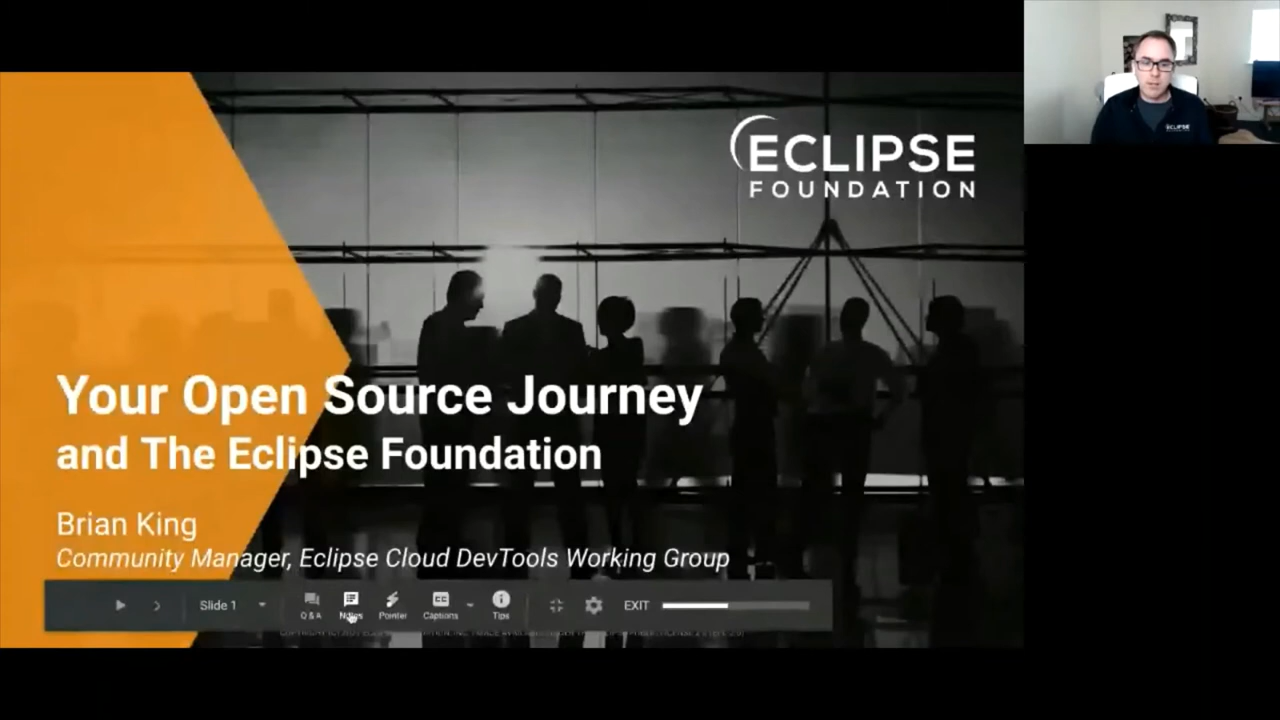 ECLIPSE
FOUNDATION
ECLIPSE
Your Open Source Journey
and The Eclipse Foundation
Brian King
Community Manager, Eclipse Cloud DevTools Working Group
Slide 1
Q & A
Notes
Pointer
Captions
Tips
EXIT